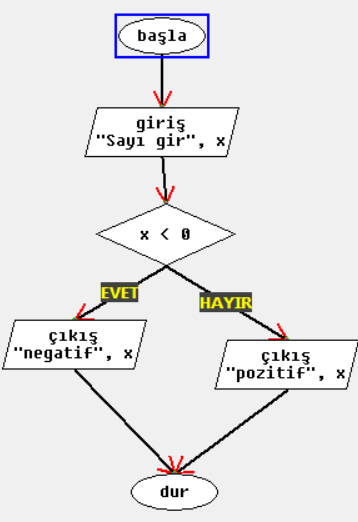 başla
giriş
"Sayı gir", x
x < 0
EVET
HAYIR
çıkış
"negatif", x
çıkış
"pozitif", x
dur